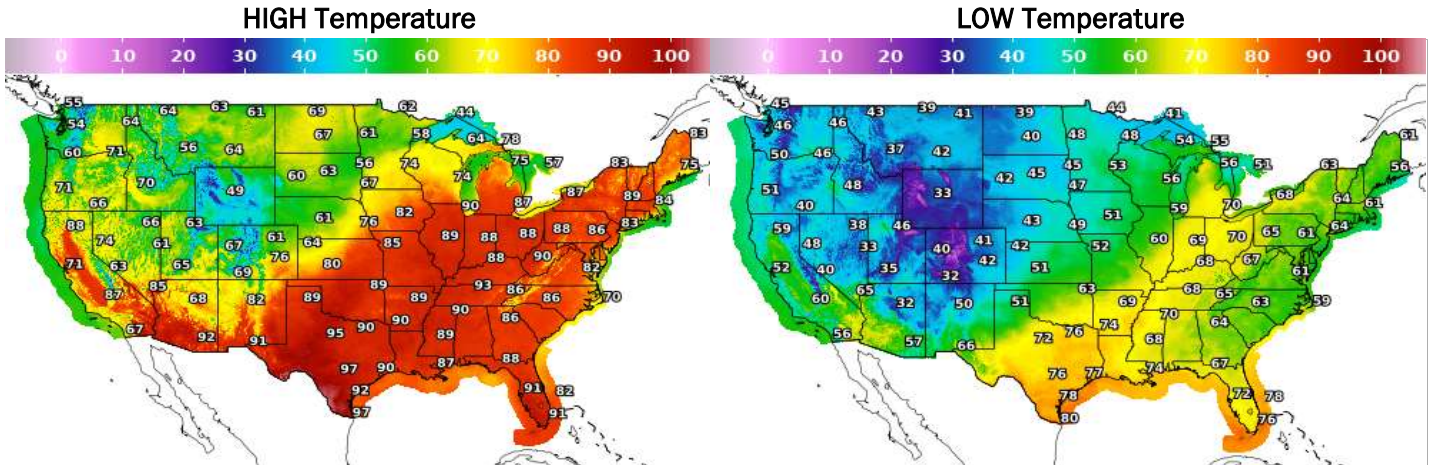 HIGH Temperature LOW Temperature
0 10 20 30 40 50 60 70 80 90 100 0 10 20 30 40 50 60 70 80 90 100
55 64 63 61 69 62 44 45 43 39 41 39 44 41
54 64 67 61 58 64 78 83 46 46 40 48 48 54 55 61
60 71 56 64 56 74 75 57 83 75 50 46 37 42 45 53 56 51 63 56
71 70 49 60 63 67 74 87 87 89 84 51 48 33 42 45 47 56 68 64 61
66 82 90 40 51 59 70
88 66 63 61 76 89 88 88 88 86 83 59 38 46 43 49 60 69 70 65 61 64
74 61 67 61 64 85 48 33 40 41 42 52
71 63 65 69 76 80 88 90 82 52 40 35 32 42 51 68 67 61
87 85 68 82 89 89 89 93 86 86 70 60 65 32 50 51 63 69 68 65 63 59
67 92 91 95 90 90 90 89 86 56 57 66 72 76 74 70 68 64
97 90 87 88 76 77 74 67
92 91 82 78 72 78
97 91 80 76